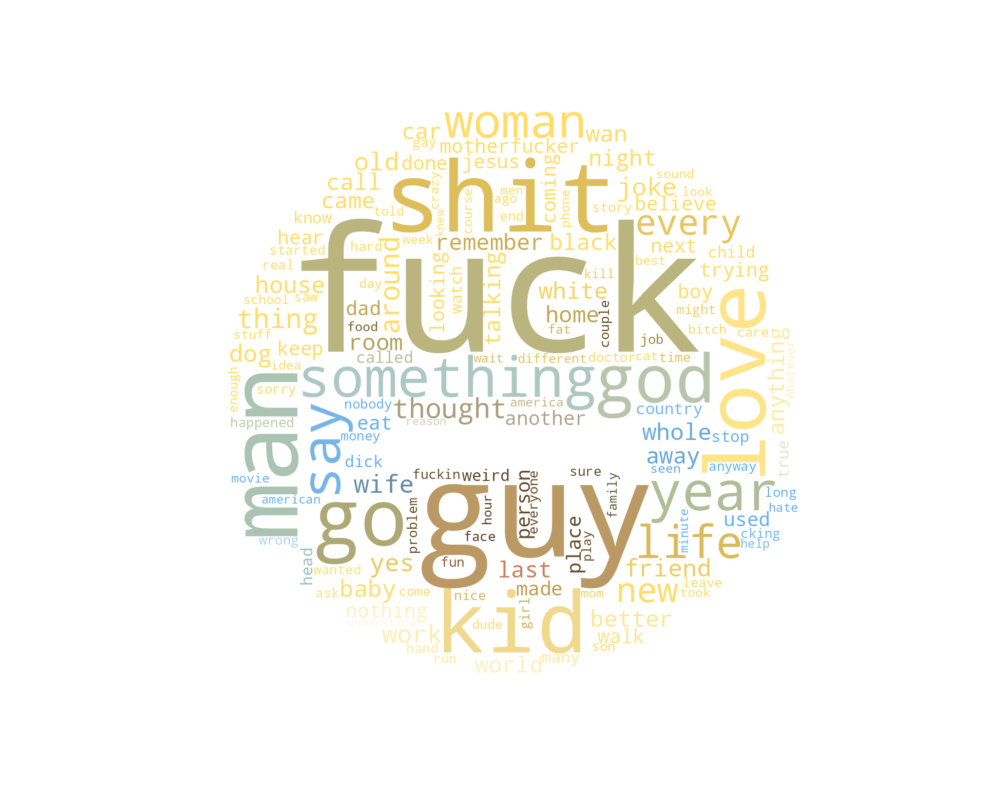 woman
car
wan
gay
motherfucker
old
done
jesus
night
sound
call
shit
coming
men
joke
look
crazy
came
told
knew
course
ago
end
phone
story
believe
know
every
fuck
hear
started
hard
week
remember
black
next
child
real
around
looking
watch
talking
kill
best
trying
house
day
white
boy
school
saw
dad
home
couple
might
love
thing
food
fat
bitch
care
stuff
room
job
anything
whatever
dog
keep
called
wait
different
doctor
cat
time
idea
enough
sorry
man
something
god
nobody
thought
america
country
happened
say
eat
reason
another
money
whole
stop
true
dick
away
seen
anyway
movie
wife
fuckin
weird
sure
person
everyone
family
year
long
american
go
problem
guy
hour
place
play
minute
used
hate
wrong
face
life
cking
help
head
yes
fun
last
friend
wanted
ask
baby
come
nice
made
girl
mom
new
leave
took
nothing
understand
kid
dude
better
work
hand
son
walk
run
world
many